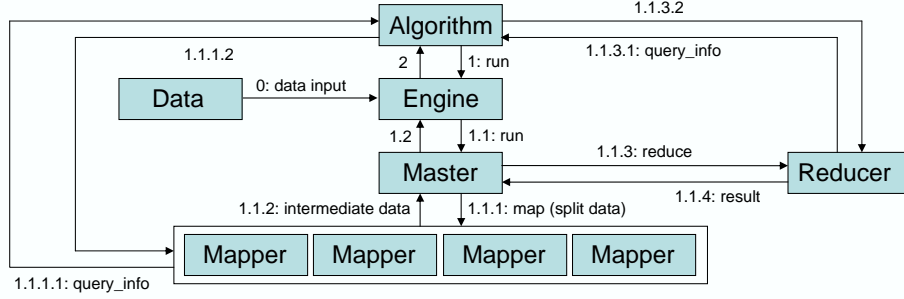 1.1.3.2
Algorithm
1.1.1.2
2
1: run
1.1.3.1: query_info
0: data input
Data
Engine
1.2
1.1: run
1.1.3: reduce
Master
Reducer
1.1.4: result
1.1.2: intermediate data
1.1.1: map (split data)
Mapper Mapper Mapper Mapper
1.1.1.1: query_info